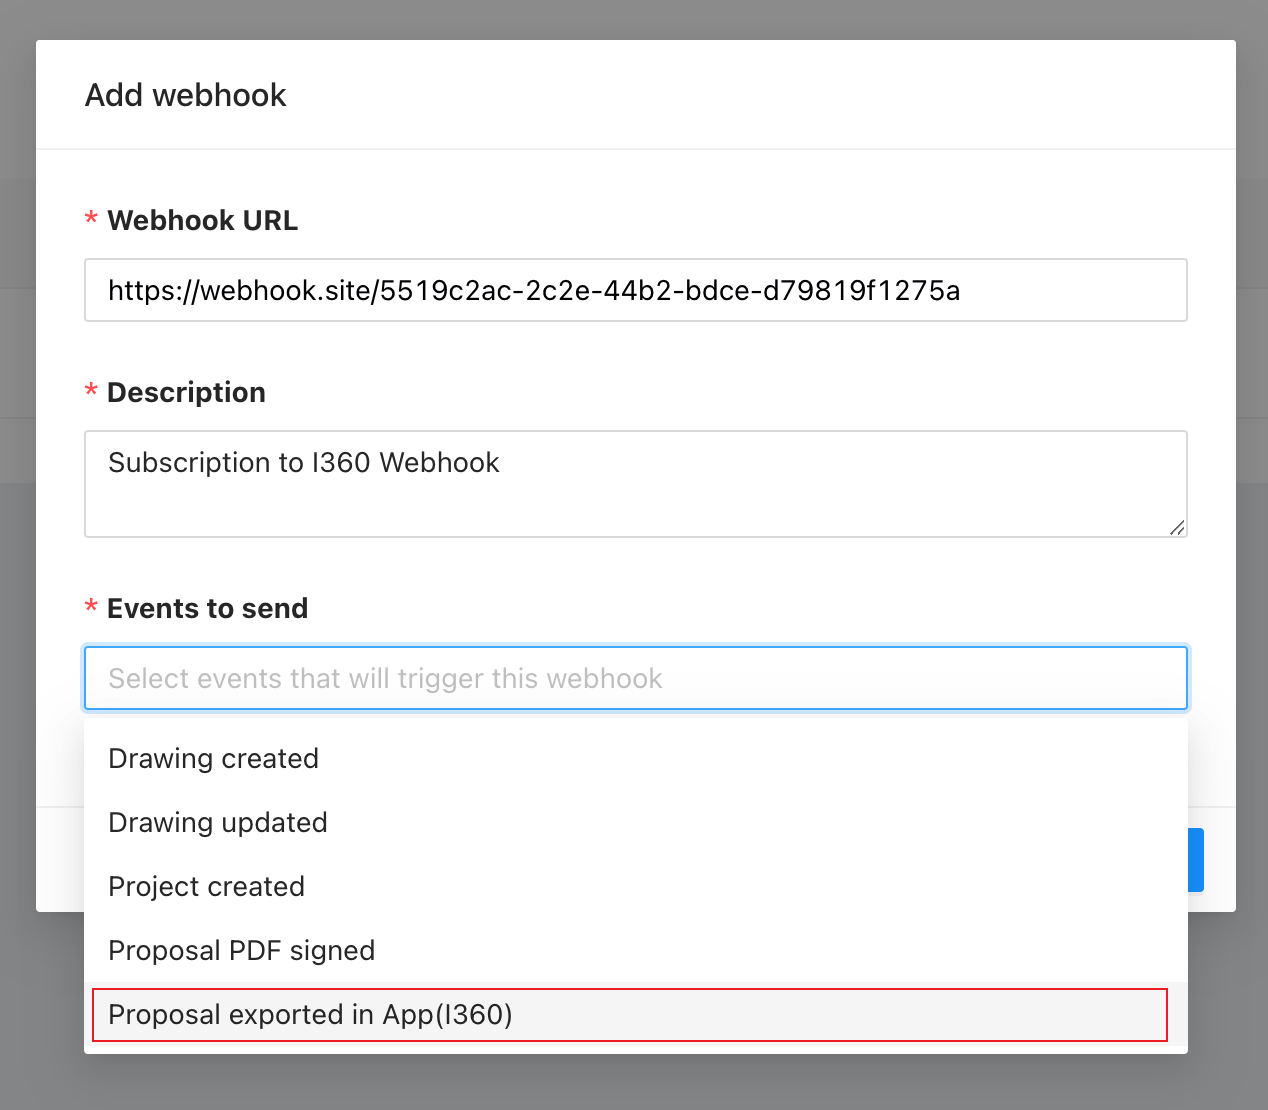 Add webhook
* Webhook URL
https://webhook.site/5519c2ac-2c2e-44b2-bdce-d79819f1275a
* Description
Subscription to I360 Webhook
* Events to send
Select events that will trigger this webhook
Drawing created
Drawing updated
Project created
Proposal PDF signed
Proposal exported in App(I360)